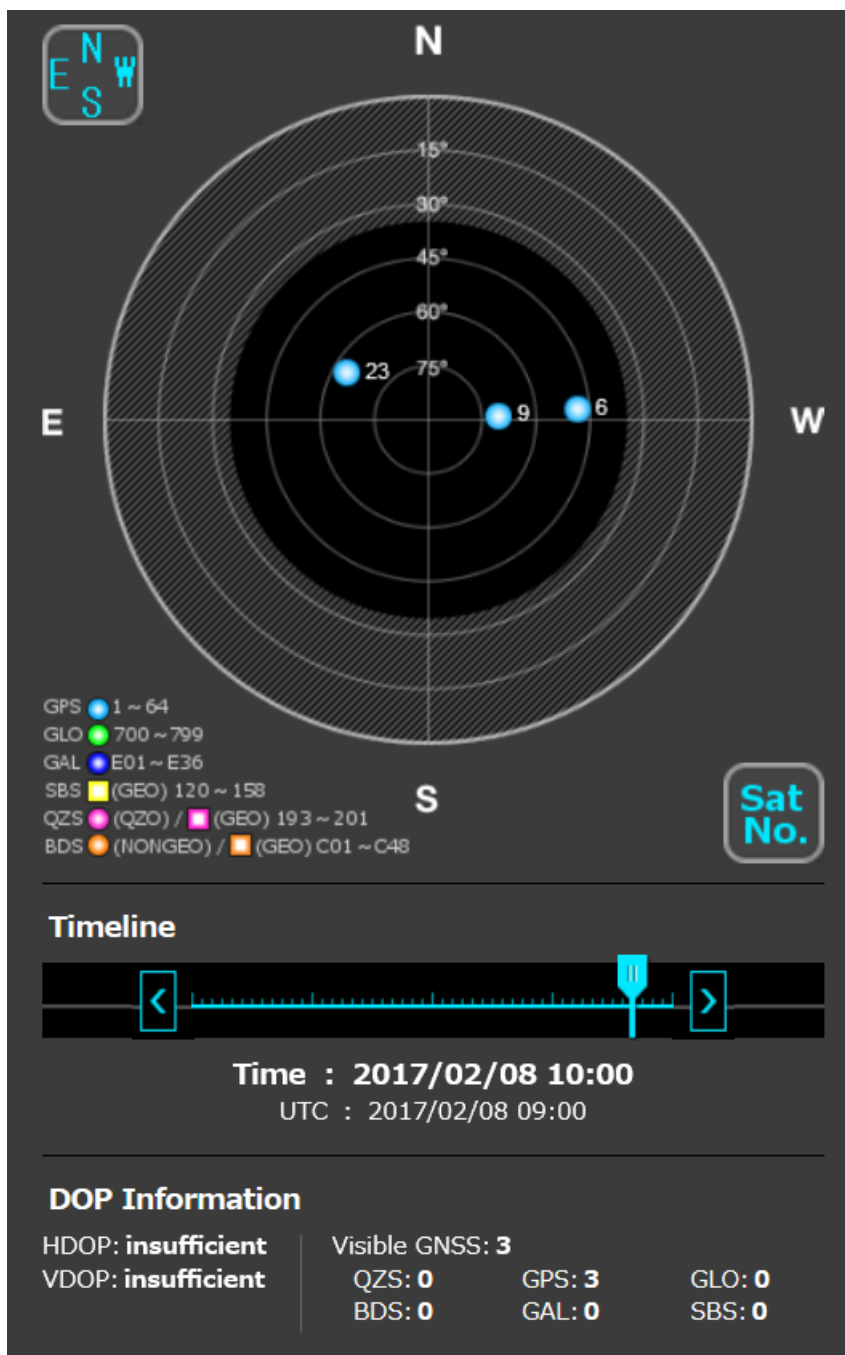 N
E W
S
N
15°
30°
45°
60°
75°
23
9
6
E
W
GPS 1 ~ 64
GLO 700 ~ 799
GAL E01 ~ E36
SBS (GEO) 120 ~ 158
QZS (QZO) / (GEO) 193 ~ 201
BDS (NONGEO) / (GEO) C01 ~ C48
S
Sat
No.
Timeline
Time : 2017/02/08 10:00
UTC : 2017/02/08 09:00
DOP Information
HDOP: insufficient
VDOP: insufficient
Visible GNSS: 3
QZS: 0 GPS: 3 GLO: 0
BDS: 0 GAL: 0 SBS: 0